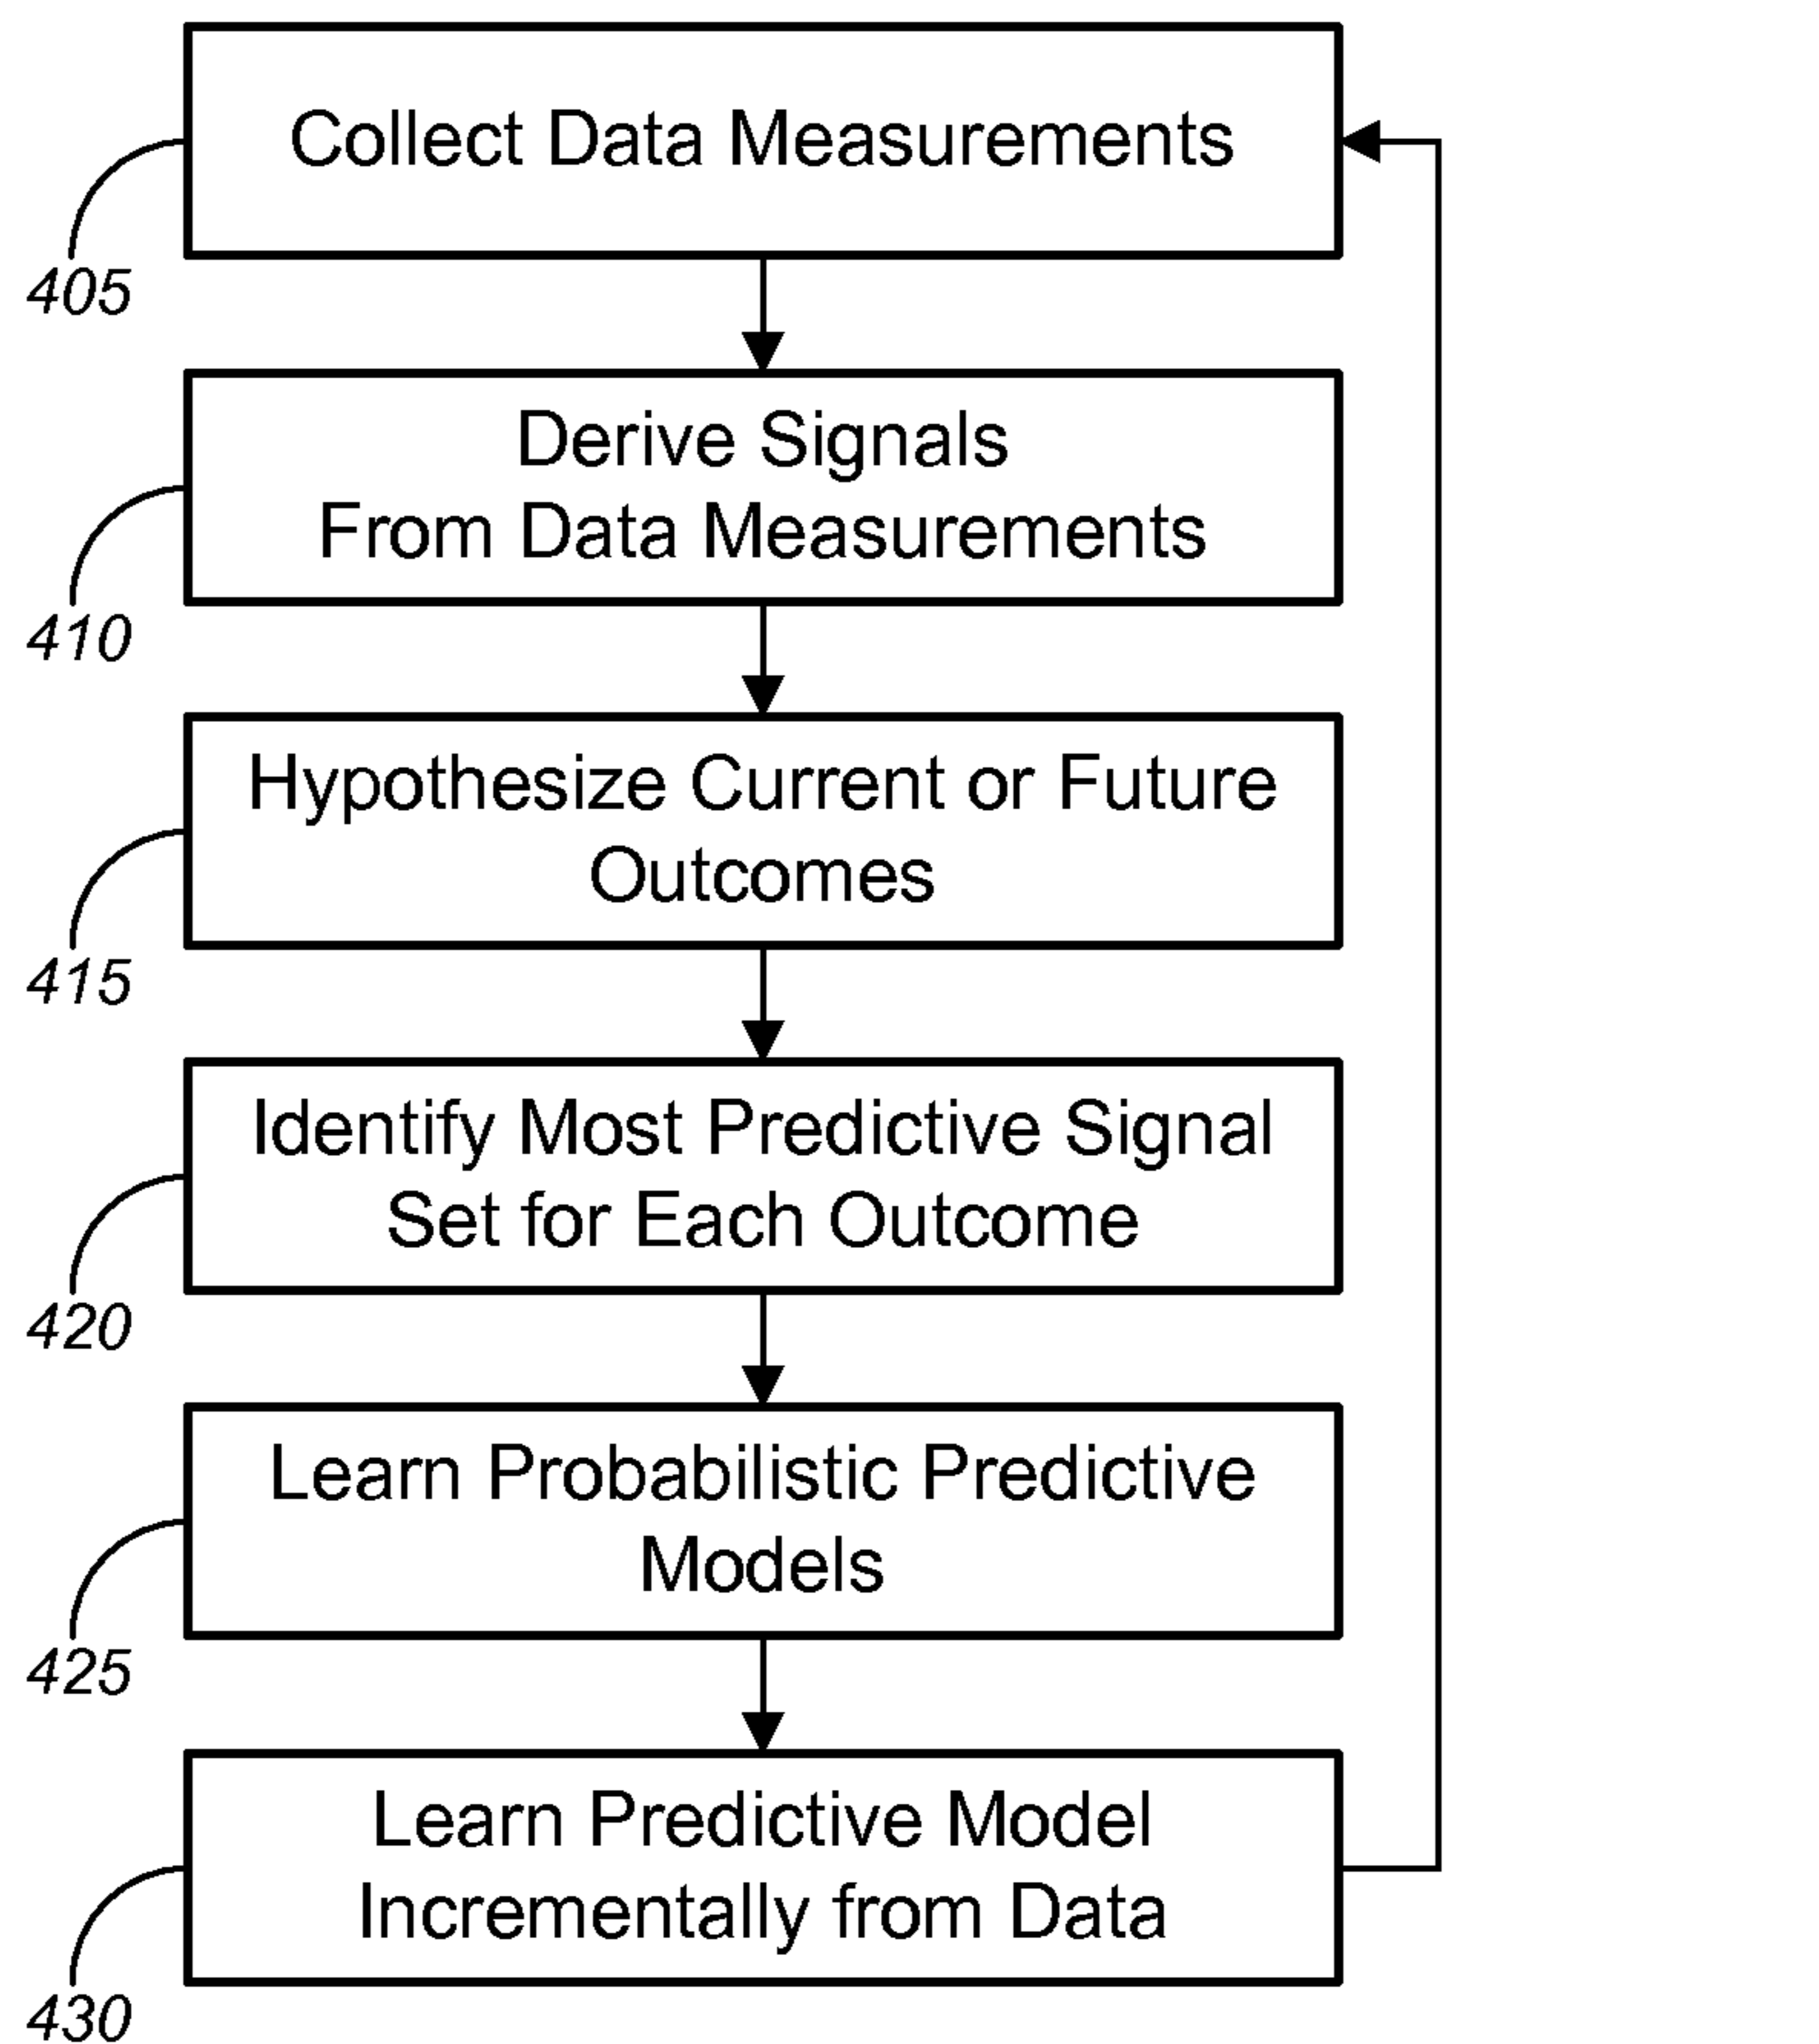 Collect Data Measurements
405
Derive Signals
From Data Measurements
410
Hypothesize Current or Future
Outcomes
415
Identify Most Predictive Signal
Set for Each Outcome
420
Learn Probabilistic Predictive
Models
425
Learn Predictive Model
Incrementally from Data
430